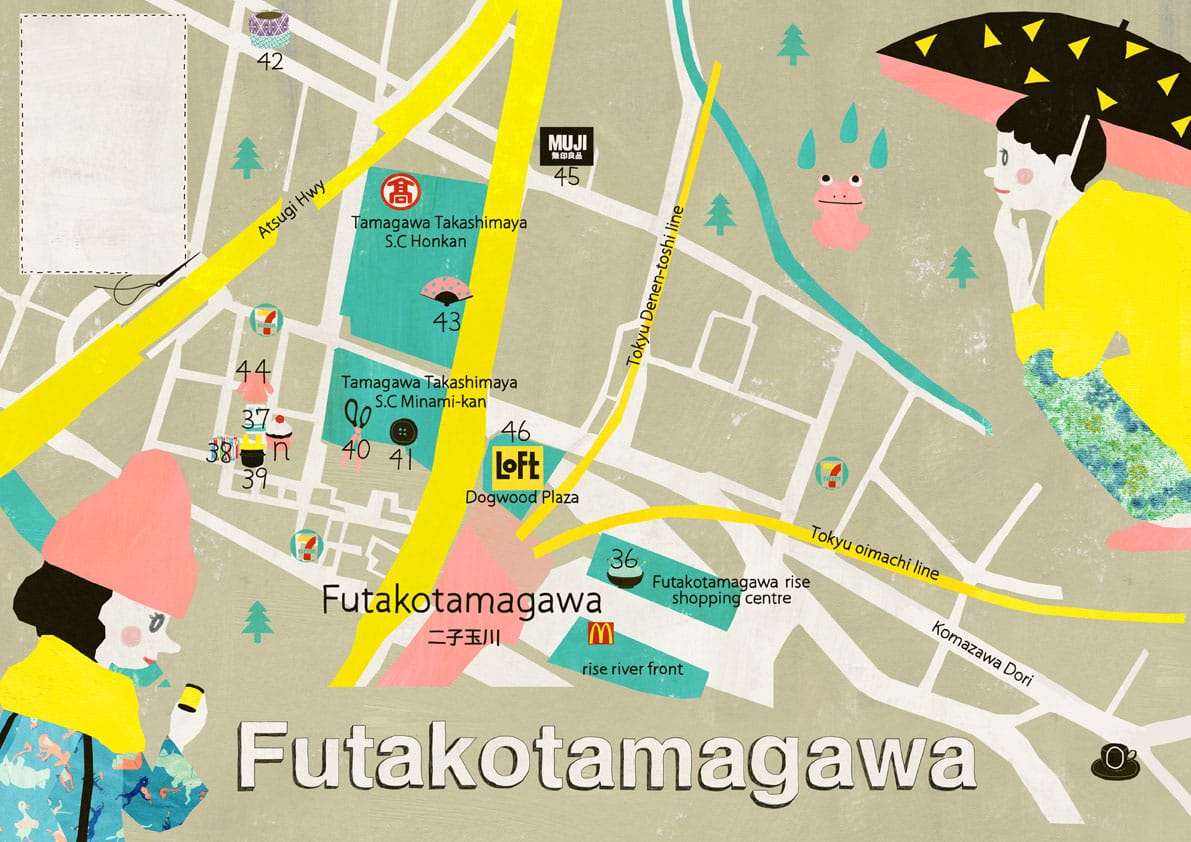 42
MUJI
無印良品
45
Atsugi Hwy
高
Tamagawa Takashimaya
S.C Honkan
43
Tokyu Denen-toshi line
44
37
38
n
39
Tamagawa Takashimaya
S.C Minami-kan
40
41
46
LOFT
Dogwood Plaza
Tokyu oimachi line
36
Futakotamagawa rise
shopping centre
Futakotamagawa
二子玉川
rise river front
Komazawa Dori
Futakotamagawa
O